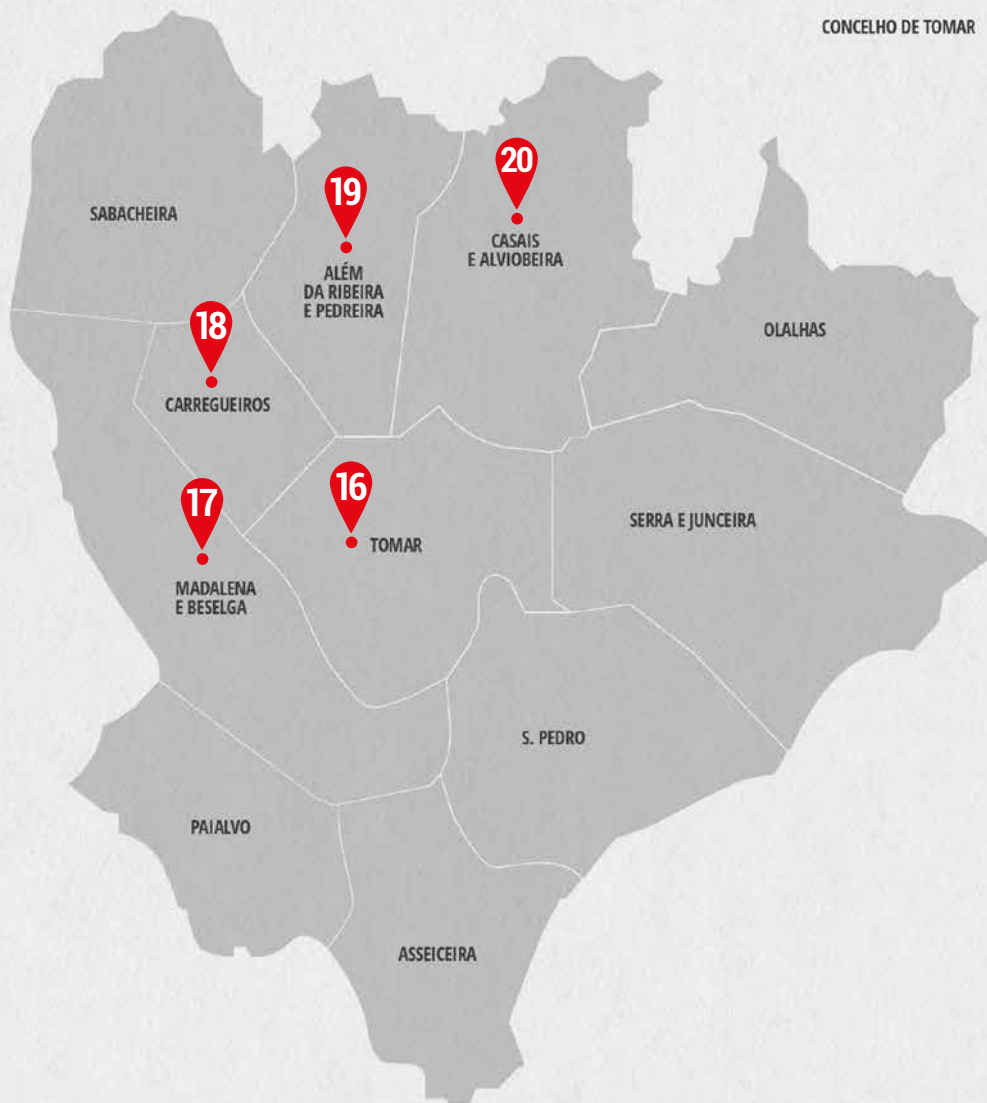 CONCELHO DE TOMAR
20
19
SABACHEIRA
CASAIS
E ALVIOBEIRA
ALÉM
DA RIBEIRA
E PEDREIRA
18
OLALHAS
CARREGUEIROS
16
17
SERRA E JUNCEIRA
TOMAR
MADALENA
E BESELGA
S. PEDRO
PAIALVO
ASSEICEIRA